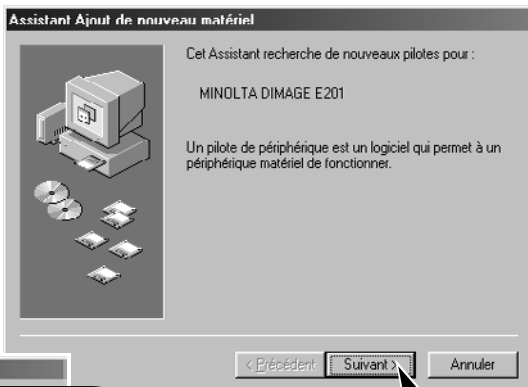 Assistant Ajout de nouveau matériel
Cet Assistant recherche de nouveaux pilotes pour :
MINOLTA DIMAGE E201
Un pilote de périphérique est un logiciel qui permet à un
périphérique matériel de fonctionner.
< Précédent Suivant > Annuler